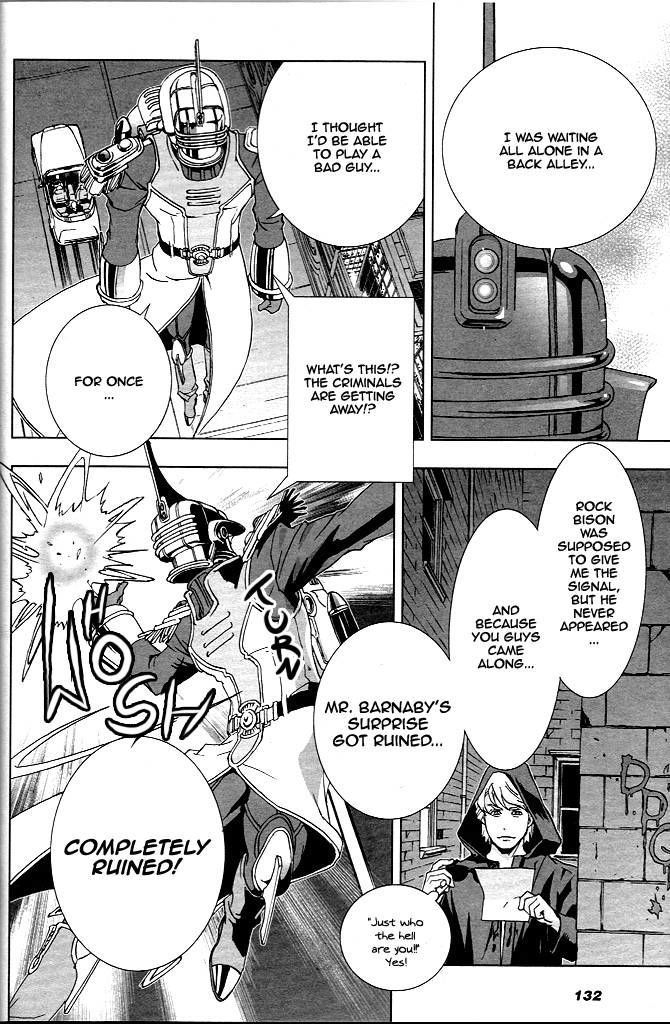 I WAS WAITING
ALL ALONE IN A
BACK ALLEY...
I THOUGHT
I'D BE ABLE
TO PLAY A
BAD GUY...
FOR ONCE
...
WHAT'S THIS!?
THE CRIMINALS
ARE GETTING
AWAY!?
ROCK
BISON
WAS
SUPPOSED
TO GIVE
ME THE
SIGNAL,
BUT HE
NEVER
APPEARED
...
AND
BECAUSE
YOU GUYS
CAME
ALONG...
MR. BARNABY'S
SURPRISE
GOT RUINED...
"Just who
the hell
are you!!"
Yes!
TURN
WHOSH
COMPLETELY
RUINED!
132